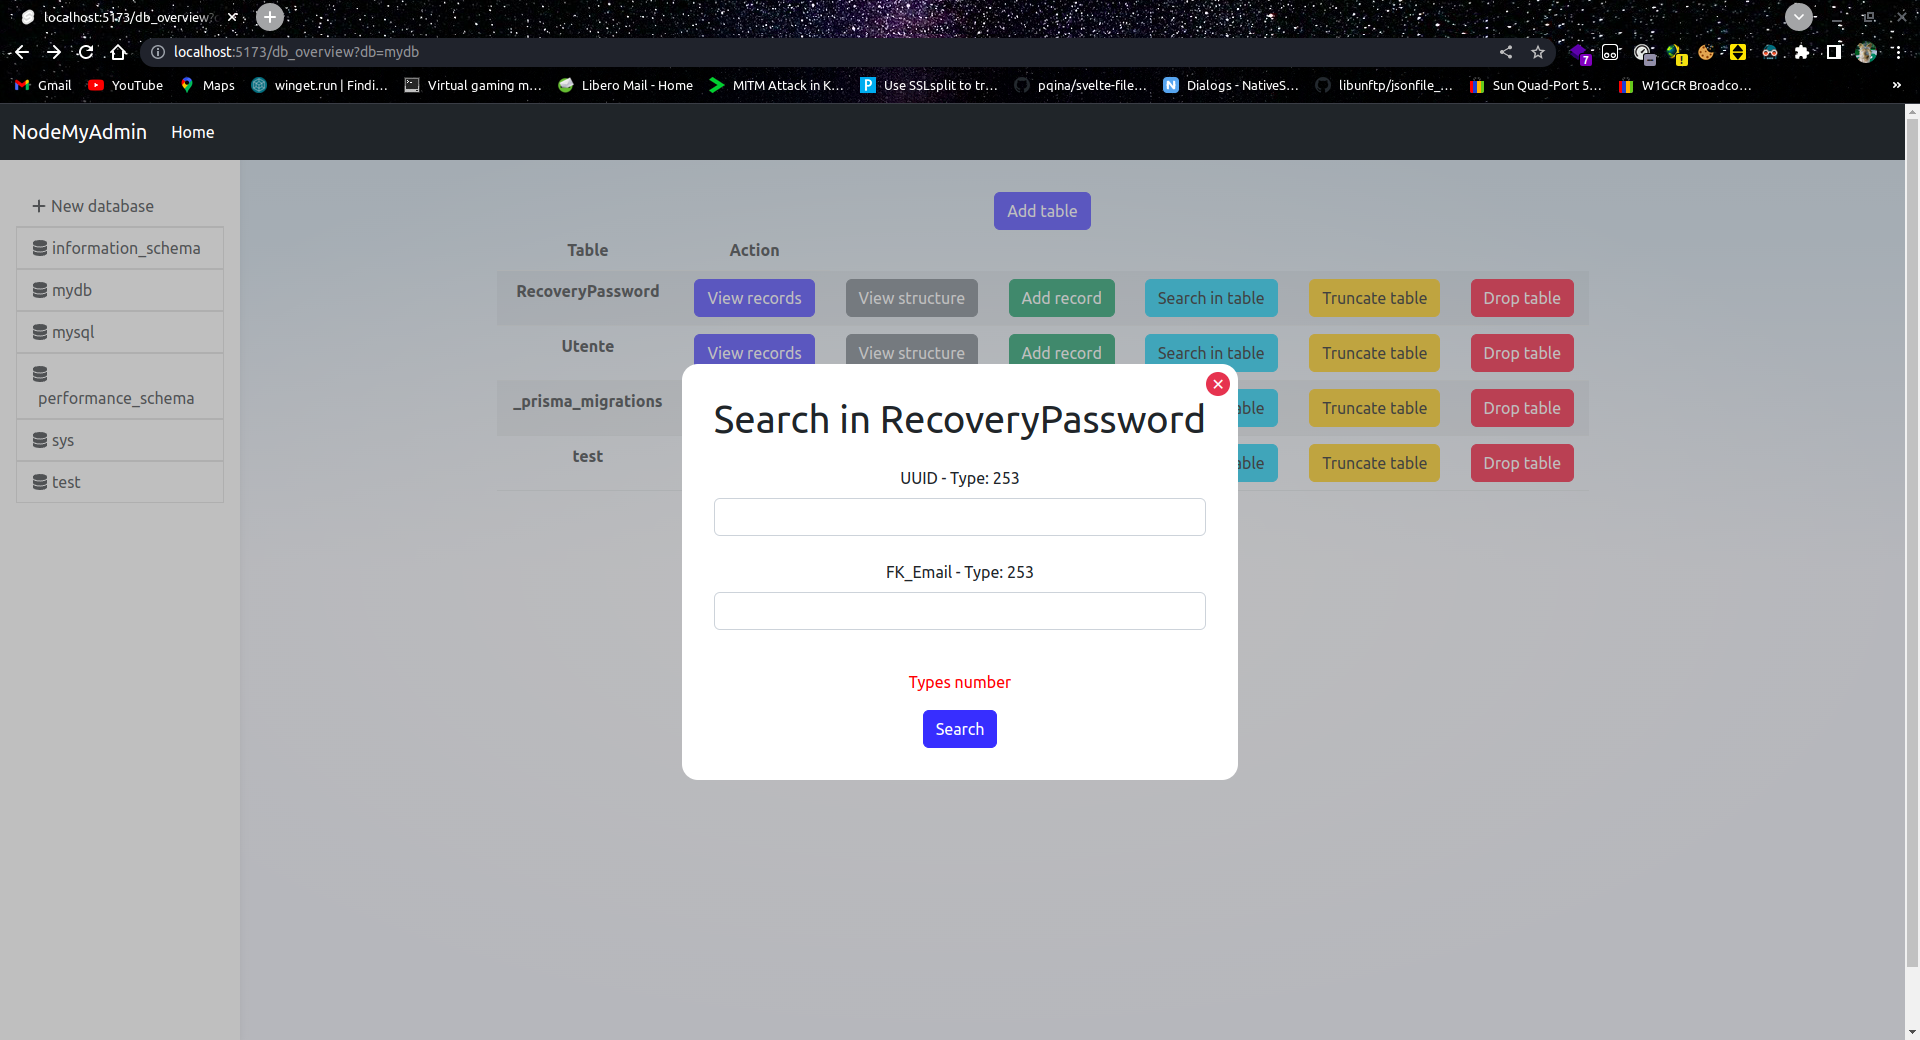 localhost:5173/db_overview?
localhost:5173/db_overview?db=mydb
7
Gmail YouTube Maps winget.run | Findi... Virtual gaming m... Libero Mail - Home MITM Attack in K... Use SSLsplit to tr... pqina/svelte-file... Dialogs - NativeS... libunftp/jsonfile_... Sun Quad-Port 5... W1GCR Broadco... »
NodeMyAdmin Home
New database
information_schema
mydb
mysql
performance_schema
sys
test
Add table
Table Action
RecoveryPassword View records View structure Add record Search in table Truncate table Drop table
Utente View records View structure Add record Search in table Truncate table Drop table
_prisma_migrations able Truncate table Drop table
test able Truncate table Drop table
Search in RecoveryPassword
UUID - Type: 253
FK_Email - Type: 253
Types number
Search